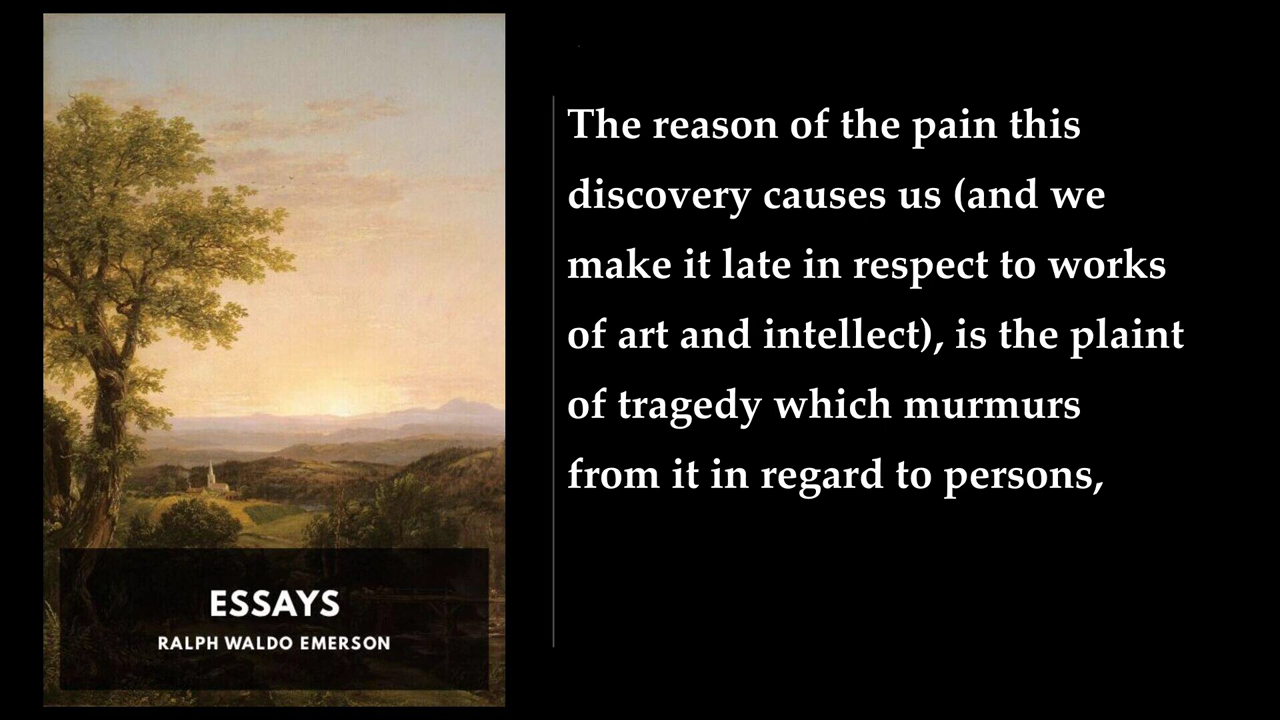 The reason of the pain this
discovery causes us (and we
make it late in respect to works
of art and intellect), is the plaint
of tragedy which murmurs
from it in regard to persons,
ESSAYS
RALPH WALDO EMERSON